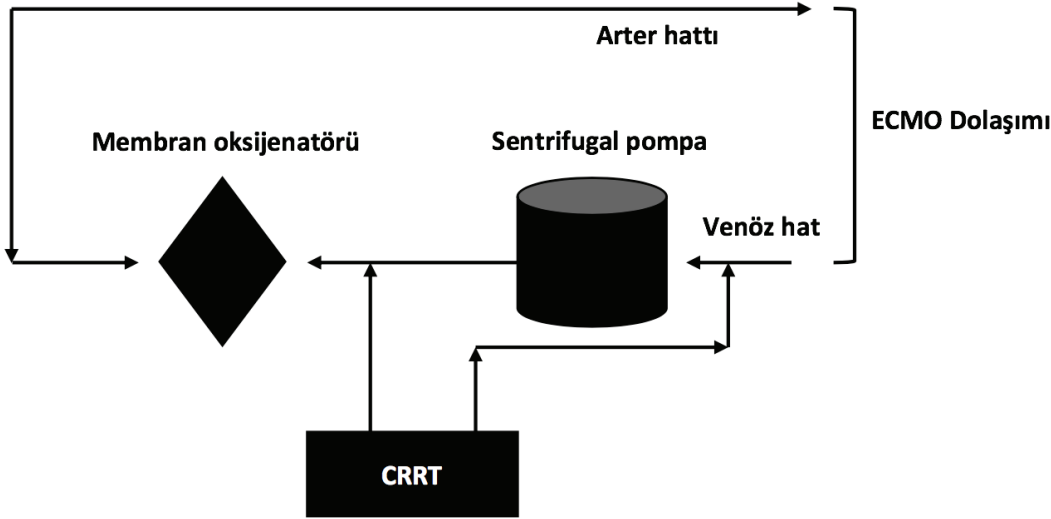 Arter hattı
ECMO Dolaşımı
Membran oksijenatörü
Sentrifugal pompa
Venöz hat
CRRT